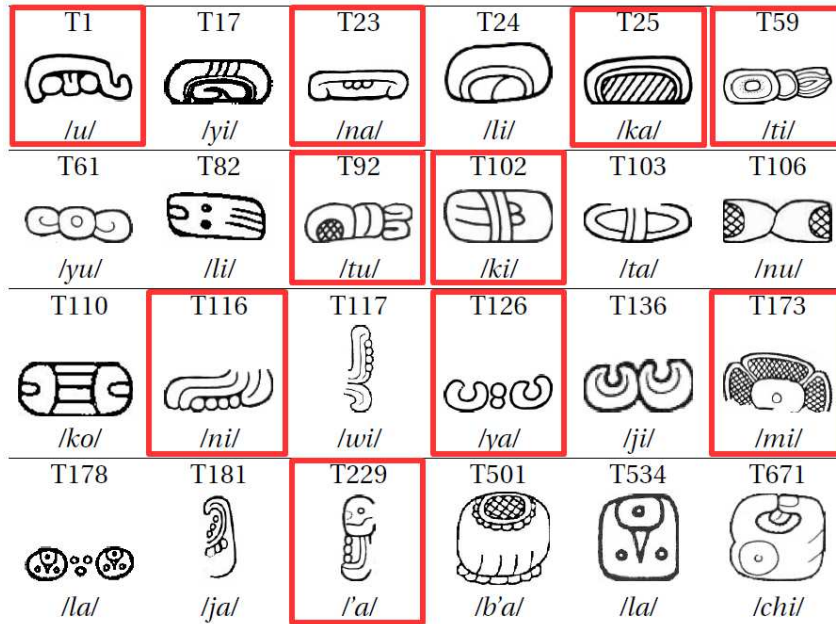 T1 T17 T23 T24 T25 T59
/u/ /yi/ /na/ /li/ /ka/ /ti/
T61 T82 T92 T102 T103 T106
/yu/ /li/ /tu/ /ki/ /ta/ /nu/
T110 T116 T117 T126 T136 T173
/ko/ /ni/ /wi/ /ya/ /ji/ /mi/
T178 T181 T229 T501 T534 T671
/la/ /ja/ /'a/ /b'a/ /la/ /chi/